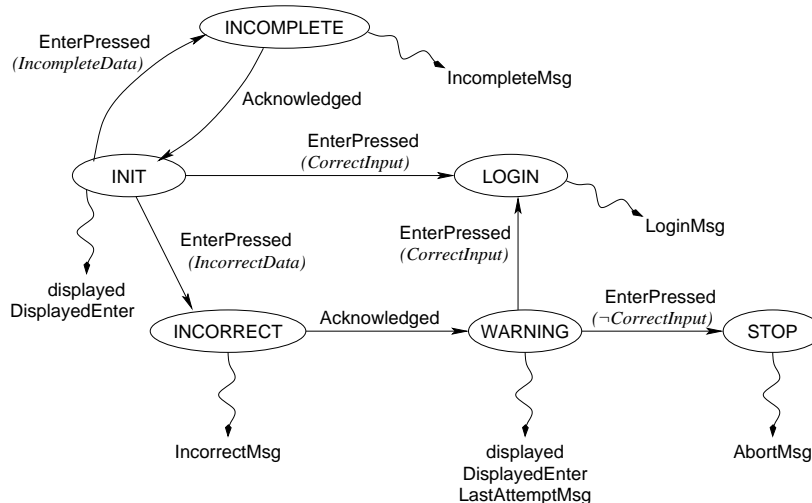 INCOMPLETE
EnterPressed
(IncompleteData)
IncompleteMsg
Acknowledged
EnterPressed
(CorrectInput)
INIT
LOGIN
LoginMsg
EnterPressed
(IncorrectData)
EnterPressed
(CorrectInput)
displayed
DisplayedEnter
EnterPressed
(¬CorrectInput)
INCORRECT
Acknowledged
WARNING
STOP
IncorrectMsg
displayed
DisplayedEnter
LastAttemptMsg
AbortMsg